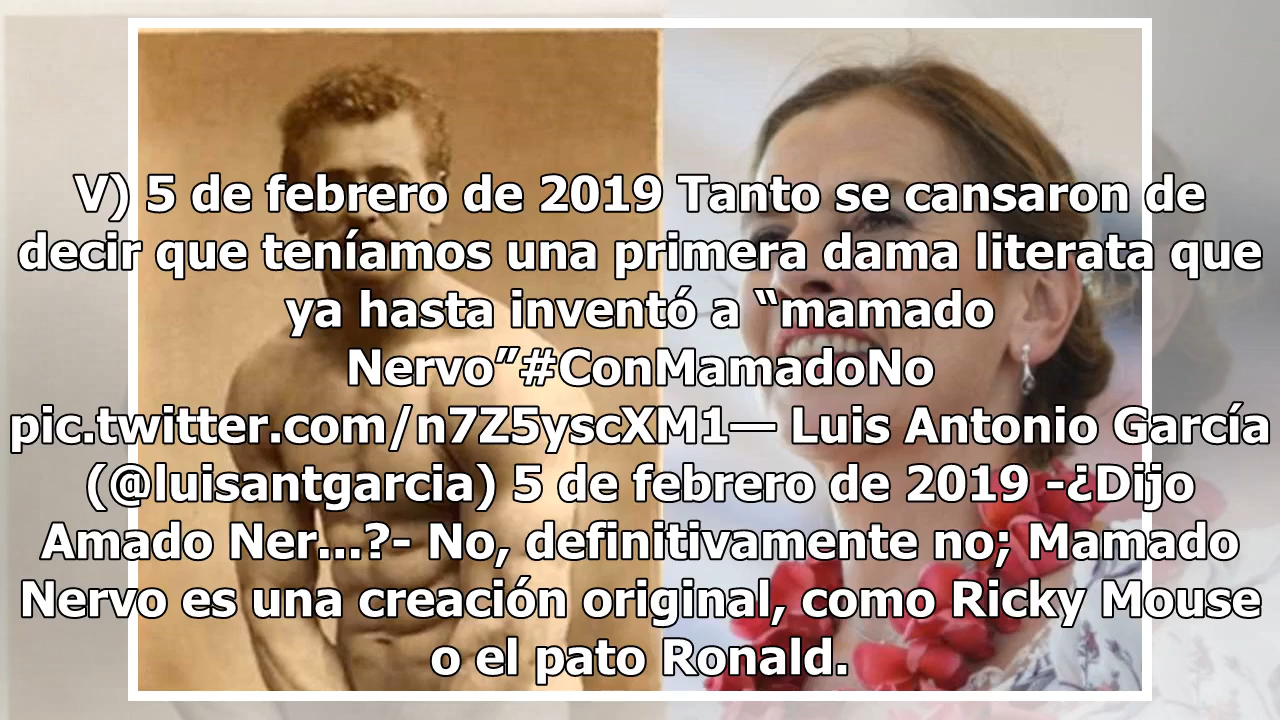 V) 5 de febrero de 2019 Tanto se cansaron de
decir que teníamos una primera dama literata que
ya hasta inventó a “mamado
Nervo”#ConMamadoNo
pic.twitter.com/n7Z5yscXM1— Luis Antonio García
(@luisantgarcia) 5 de febrero de 2019 -¿Dijo
Amado Ner...?- No, definitivamente no; Mamado
Nervo es una creación original, como Ricky Mouse
o el pato Ronald.